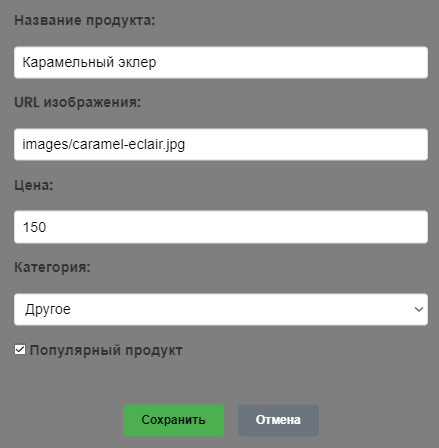 Название продукта:
Карамельный эклер
URL изображения:
images/caramel-eclair.jpg
Цена:
150
Категория:
Другое
Популярный продукт
Сохранить
Отмена